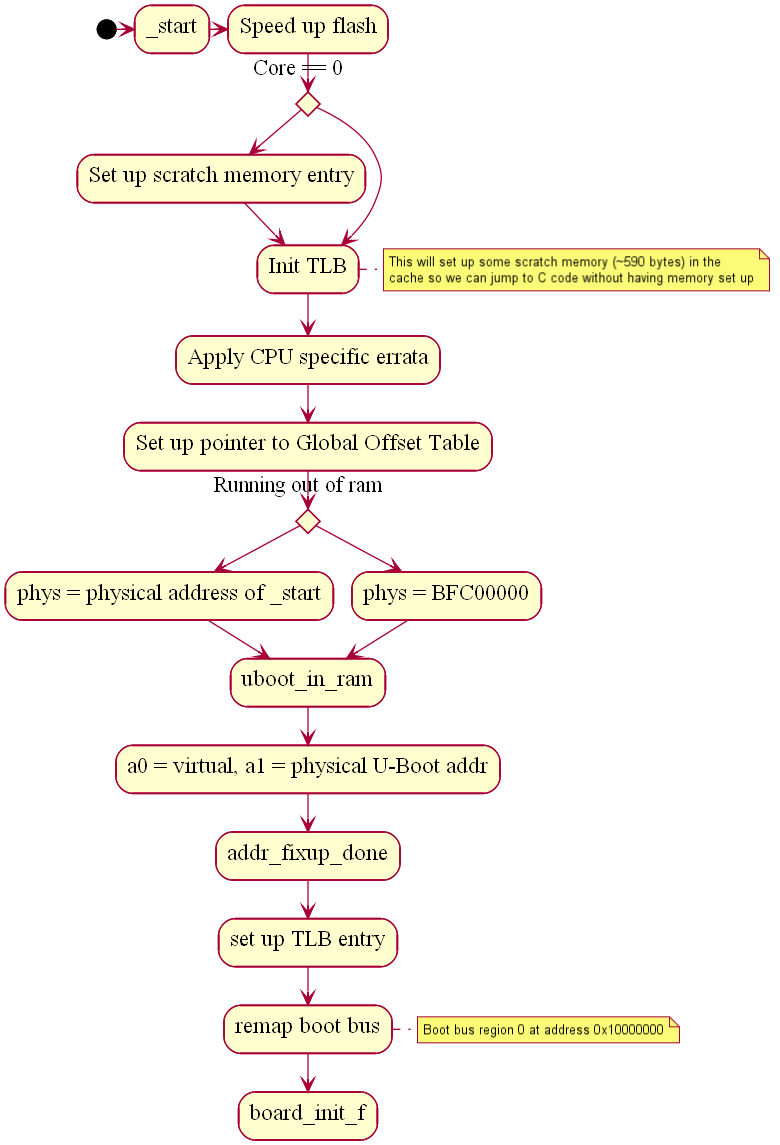 _start
Speed up flash
Core == 0
Set up scratch memory entry
Init TLB
This will set up some scratch memory (~590 bytes) in the
cache so we can jump to C code without having memory set up
Apply CPU specific errata
Set up pointer to Global Offset Table
Running out of ram
phys = physical address of _start
phys = BFC00000
uboot_in_ram
a0 = virtual, a1 = physical U-Boot addr
addr_fixup_done
set up TLB entry
remap boot bus
Boot bus region 0 at address 0x10000000
board_init_f